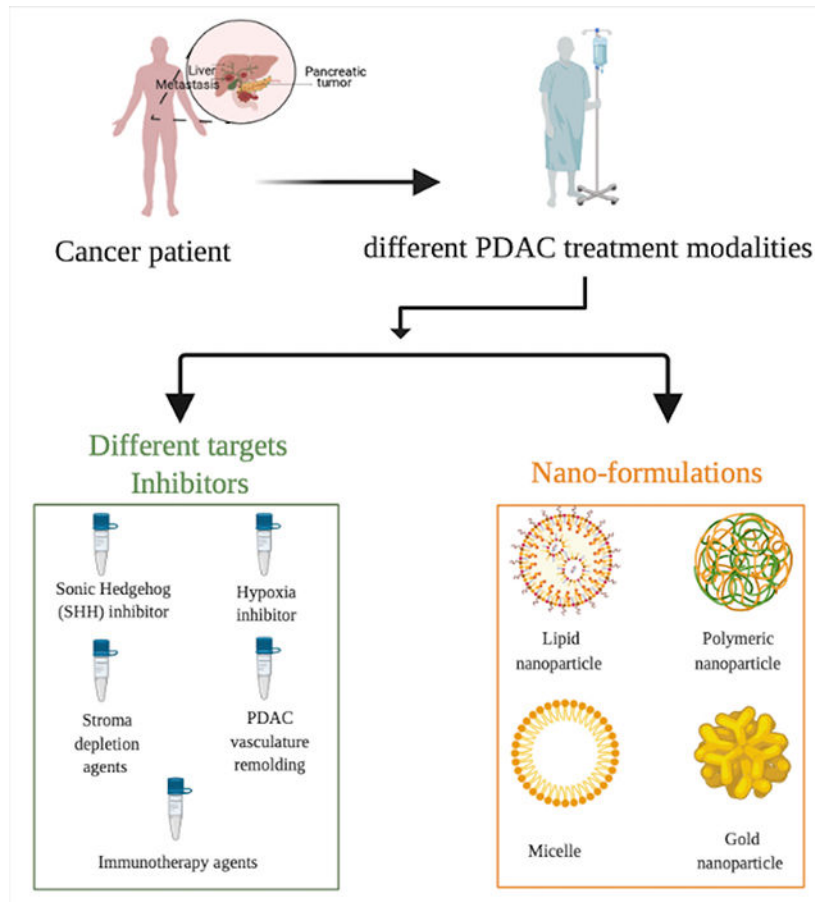 Liver
Metastasis
Pancreatic
tumor
Cancer patient
different PDAC treatment modalities
Different targets
Inhibitors
Sonic Hedgehog
(SHH) inhibitor
Hypoxia
inhibitor
Stroma
depletion
agents
PDAC
vasculature
remolding
Immunotherapy agents
Nano-formulations
Lipid
nanoparticle
Polymeric
nanoparticle
Micelle
Gold
nanoparticle